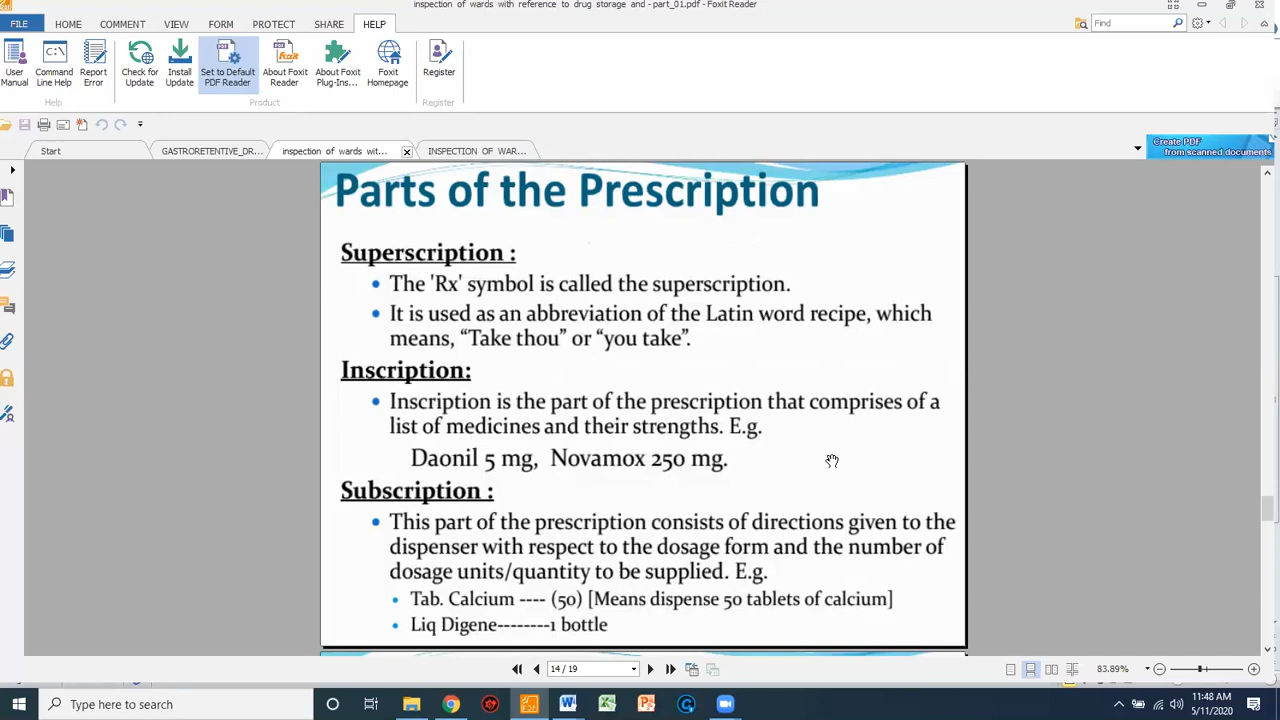 inspection of wards with reference to drug storage and - part_01.pdf - Foxit Reader
FILE HOME COMMENT VIEW FORM PROTECT SHARE HELP Find
User Manual Command Line Help Report Error Check for Update Install Update Set to Default PDF Reader About Foxit Reader About Foxit Plug-Ins... Foxit Homepage Register
Help Product Register
Start GASTRORETENTIVE_DR... inspection of wards wit... INSPECTION OF WAR... Create PDF from scanned documents
Parts of the Prescription
Superscription :
• The 'Rx' symbol is called the superscription.
• It is used as an abbreviation of the Latin word recipe, which
means, “Take thou” or “you take”.
Inscription:
• Inscription is the part of the prescription that comprises of a
list of medicines and their strengths. E.g.
Daonil 5 mg, Novamox 250 mg.
Subscription :
• This part of the prescription consists of directions given to the
dispenser with respect to the dosage form and the number of
dosage units/quantity to be supplied. E.g.
• Tab. Calcium ---- (50) [Means dispense 50 tablets of calcium]
• Liq Digene--------1 bottle
14 / 19 83.89%
Type here to search 11:48 AM
5/11/2020